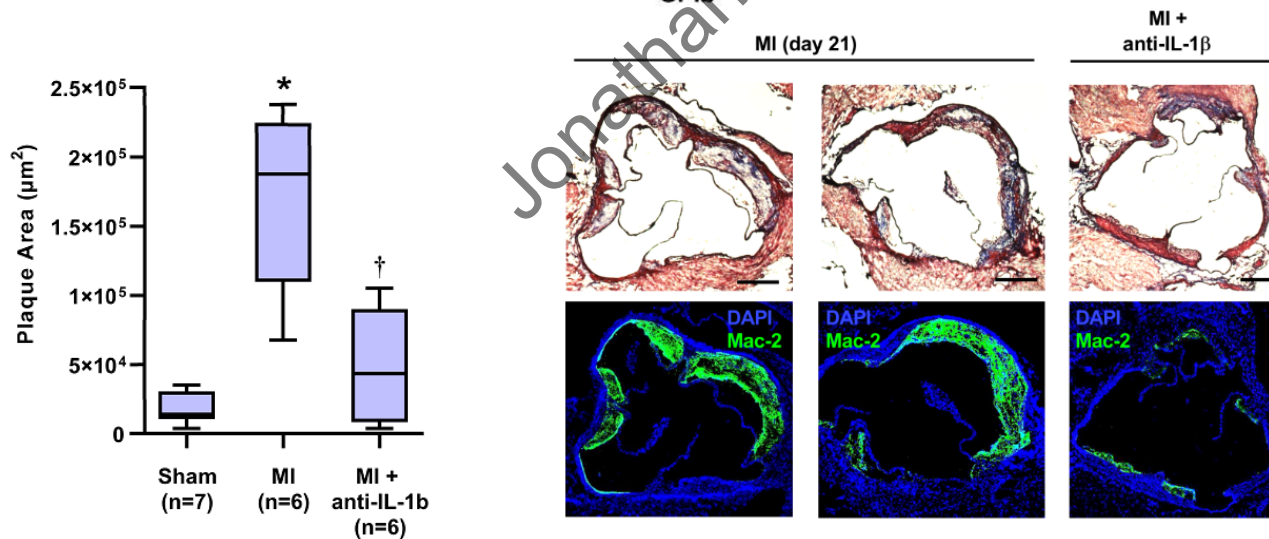 Plaque Area (µm²)
2.5×10⁵
2×10⁵
1.5×10⁵
1×10⁵
5×10⁴
0
*
†
Sham
(n=7)
MI
(n=6)
MI +
anti-IL-1b
(n=6)
Jonathan
MI (day 21)
MI +
anti-IL-1β
DAPI
Mac-2
DAPI
Mac-2
DAPI
Mac-2